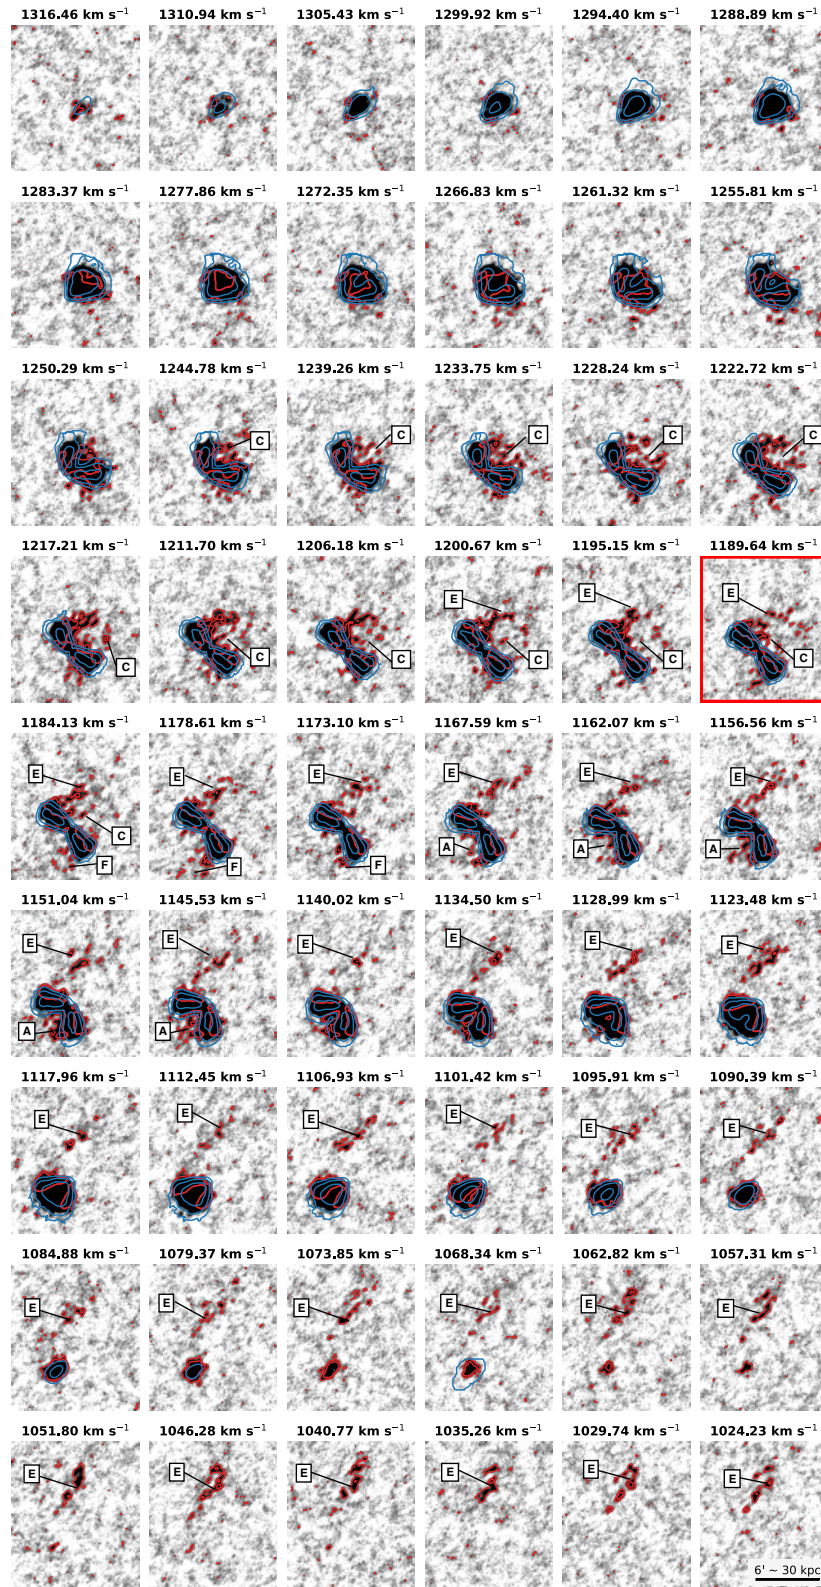 1316.46 km s⁻¹ 1310.94 km s⁻¹ 1305.43 km s⁻¹ 1299.92 km s⁻¹ 1294.40 km s⁻¹ 1288.89 km s⁻¹
1283.37 km s⁻¹ 1277.86 km s⁻¹ 1272.35 km s⁻¹ 1266.83 km s⁻¹ 1261.32 km s⁻¹ 1255.81 km s⁻¹
1250.29 km s⁻¹ 1244.78 km s⁻¹ 1239.26 km s⁻¹ 1233.75 km s⁻¹ 1228.24 km s⁻¹ 1222.72 km s⁻¹
C C C C C
1217.21 km s⁻¹ 1211.70 km s⁻¹ 1206.18 km s⁻¹ 1200.67 km s⁻¹ 1195.15 km s⁻¹ 1189.64 km s⁻¹
E E E
C C C C C C
1184.13 km s⁻¹ 1178.61 km s⁻¹ 1173.10 km s⁻¹ 1167.59 km s⁻¹ 1162.07 km s⁻¹ 1156.56 km s⁻¹
E E E E E E
C
A A A
F F F
1151.04 km s⁻¹ 1145.53 km s⁻¹ 1140.02 km s⁻¹ 1134.50 km s⁻¹ 1128.99 km s⁻¹ 1123.48 km s⁻¹
E E E E E E
A A
1117.96 km s⁻¹ 1112.45 km s⁻¹ 1106.93 km s⁻¹ 1101.42 km s⁻¹ 1095.91 km s⁻¹ 1090.39 km s⁻¹
E E E E E E
1084.88 km s⁻¹ 1079.37 km s⁻¹ 1073.85 km s⁻¹ 1068.34 km s⁻¹ 1062.82 km s⁻¹ 1057.31 km s⁻¹
E E E E E E
1051.80 km s⁻¹ 1046.28 km s⁻¹ 1040.77 km s⁻¹ 1035.26 km s⁻¹ 1029.74 km s⁻¹ 1024.23 km s⁻¹
E E E E E E
6' ~ 30 kpc